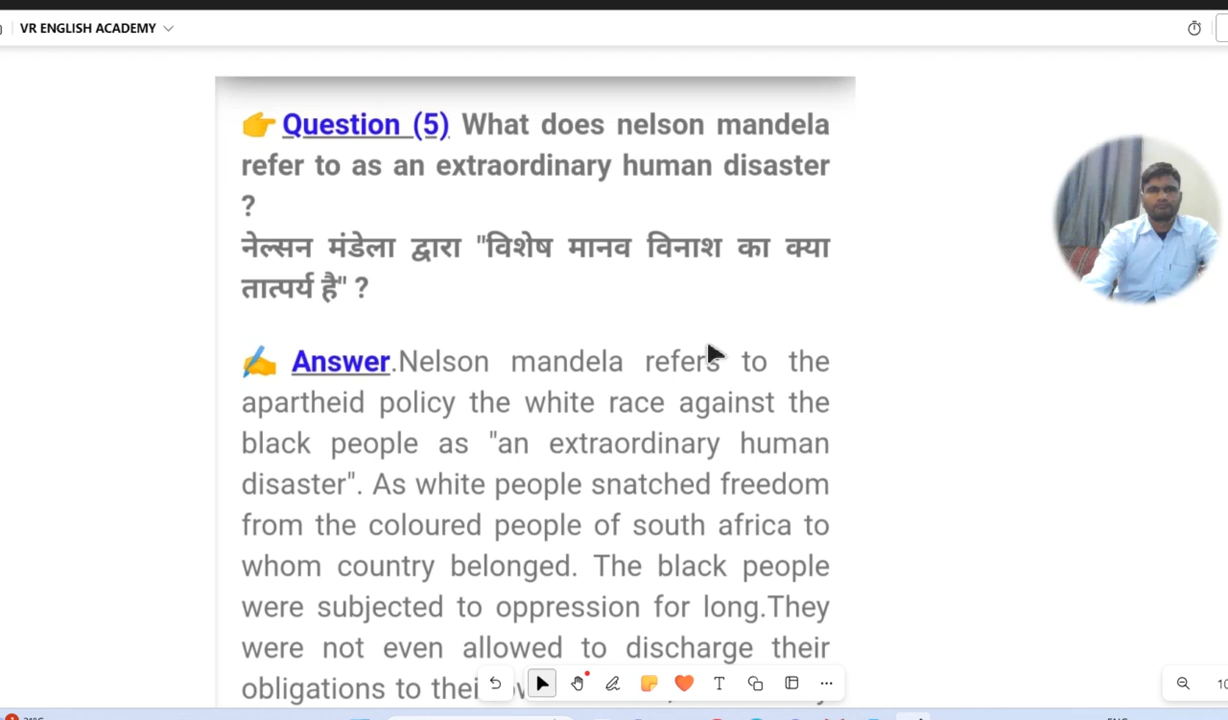 VR ENGLISH ACADEMY
👉 Question (5) What does nelson mandela
refer to as an extraordinary human disaster
?
नेल्सन मंडेला द्वारा "विशेष मानव विनाश का क्या
तात्पर्य है" ?
✍️ Answer.Nelson mandela refers to the
apartheid policy the white race against the
black people as "an extraordinary human
disaster". As white people snatched freedom
from the coloured people of south africa to
whom country belonged. The black people
were subjected to oppression for long.They
were not even allowed to discharge their
obligations to
T
10